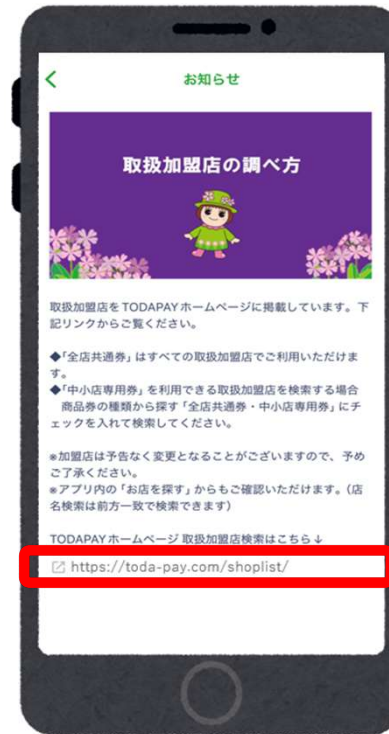 お知らせ
取扱加盟店の調べ方
取扱加盟店をTODAPAYホームページに掲載しています。下
記リンクからご覧ください。
◆「全店共通券」はすべての取扱加盟店でご利用いただけま
す。
◆「中小店専用券」を利用できる取扱加盟店を検索する場合
　商品券の種類から探す「全店共通券・中小店専用券」にチ
ェックを入れて検索してください。
※加盟店は予告なく変更となることがございますので、予め
ご了承ください。
※アプリ内の「お店を探す」からもご確認いただけます。（店
名検索は前方一致で検索できます）
TODAPAYホームページ 取扱加盟店検索はこちら↓
https://toda-pay.com/shoplist/